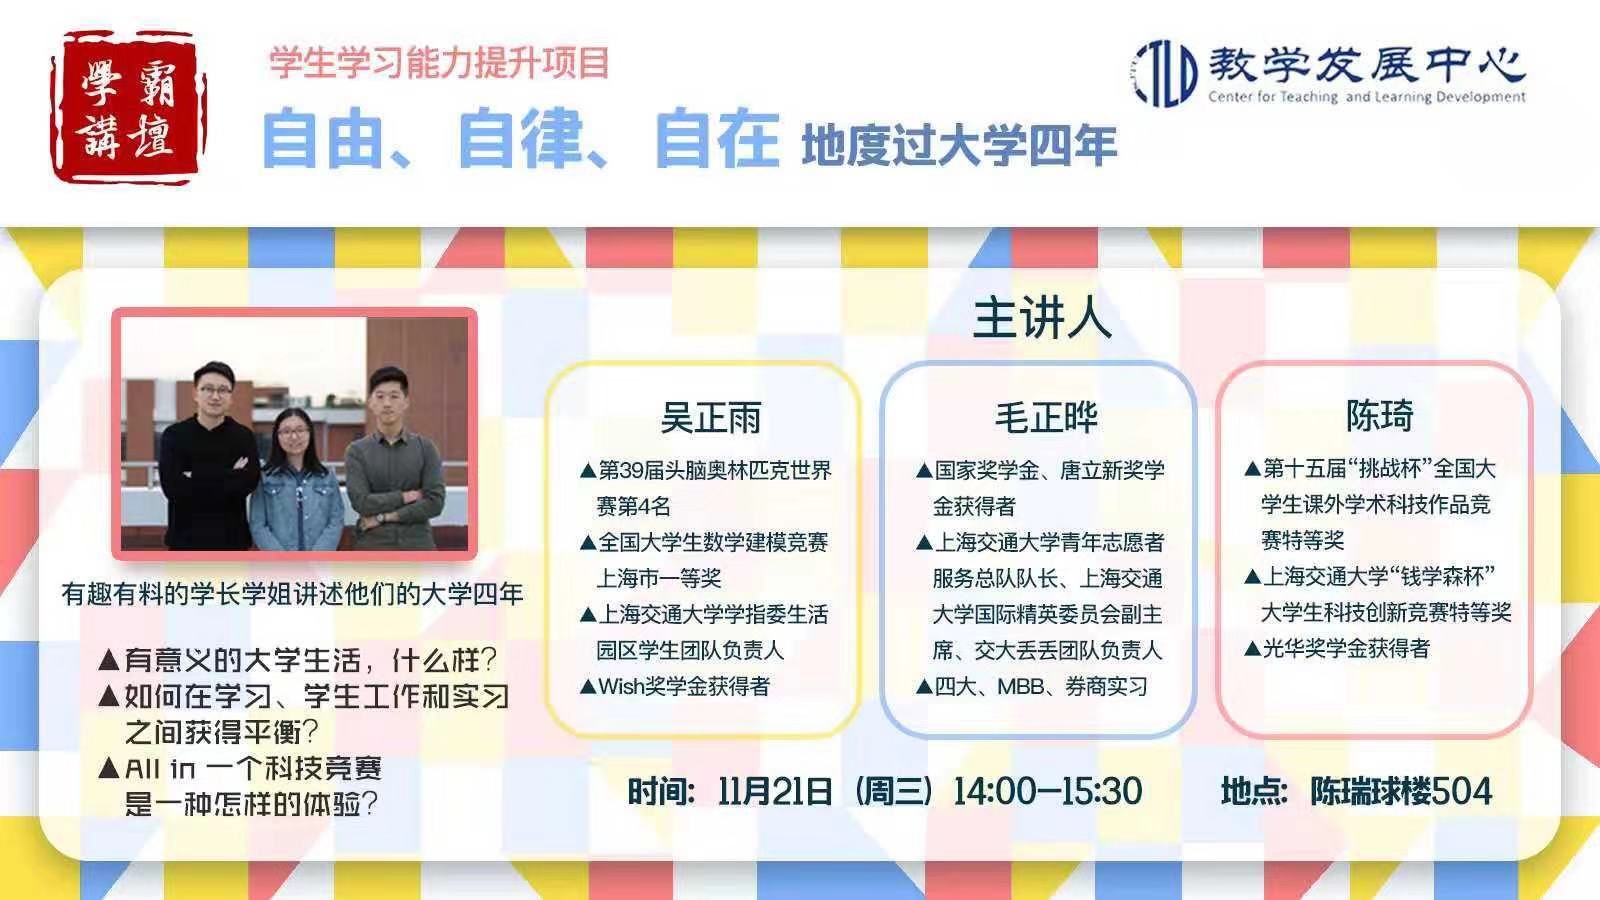 學霸
講壇
学生学习能力提升项目
自由、自律、自在 地度过大学四年
CTLD 教学发展中心
Center for Teaching and Learning Development
有趣有料的学长学姐讲述他们的大学四年
▲有意义的大学生活，什么样？
▲如何在学习、学生工作和实习
之间获得平衡？
▲All in 一个科技竞赛
是一种怎样的体验？
主讲人
吴正雨
▲第39届头脑奥林匹克世界
赛第4名
▲全国大学生数学建模竞赛
上海市一等奖
▲上海交通大学学指委生活
园区学生团队负责人
▲Wish奖学金获得者
毛正晔
▲国家奖学金、唐立新奖学
金获得者
▲上海交通大学青年志愿者
服务总队队长、上海交通
大学国际精英委员会副主
席、交大丢丢团队负责人
▲四大、MBB、券商实习
陈琦
▲第十五届“挑战杯”全国大
学生课外学术科技作品竞
赛特等奖
▲上海交通大学“钱学森杯”
大学生科技创新竞赛特等奖
▲光华奖学金获得者
时间：11月21日（周三）14:00—15:30
地点：陈瑞球楼504